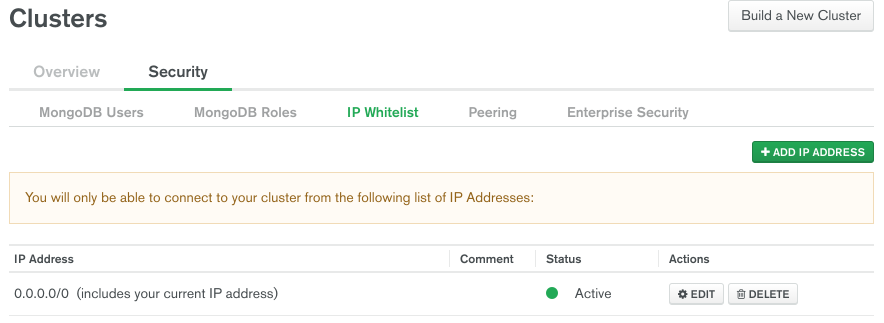 Clusters
Build a New Cluster
Overview Security
MongoDB Users MongoDB Roles IP Whitelist Peering Enterprise Security
+ ADD IP ADDRESS
You will only be able to connect to your cluster from the following list of IP Addresses:
IP Address Comment Status Actions
0.0.0.0/0 (includes your current IP address) Active EDIT DELETE